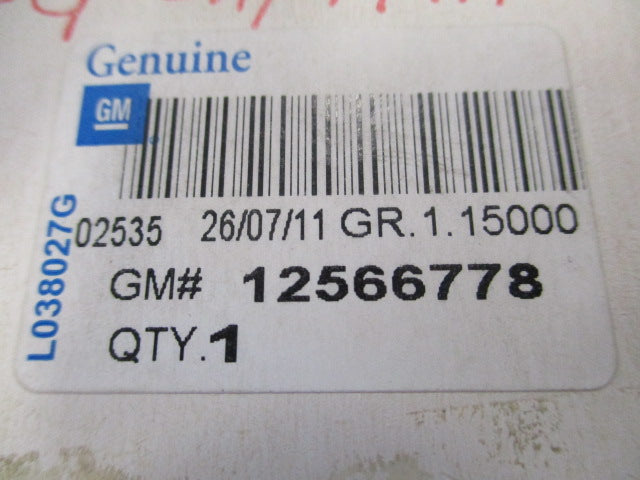 Genuine
GM
L038027G
02535 26/07/11 GR.1.15000
GM# 12566778
QTY.1